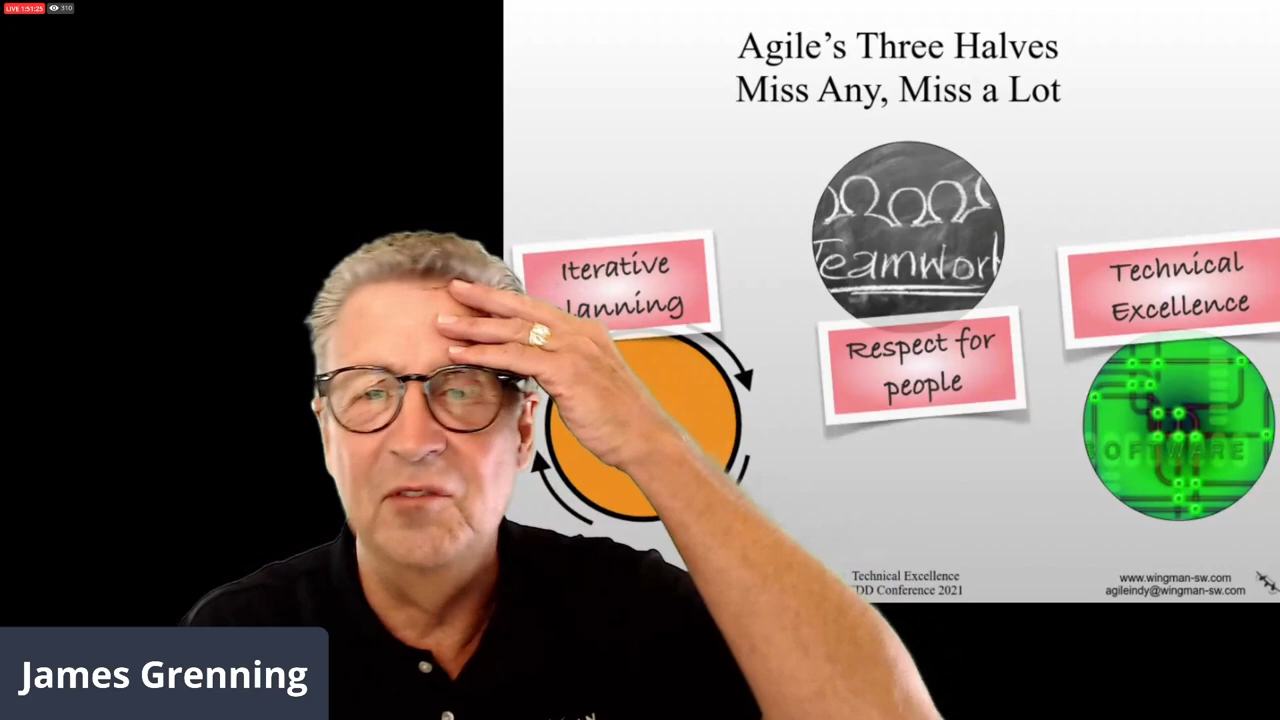 LIVE 1:51:25 310
Agile's Three Halves
Miss Any, Miss a Lot
Iterative
lanning
Teamwork
Respect for
people
Technical
Excellence
OFTWARE
Technical Excellence
DD Conference 2021
www.wingman-sw.com
agileindy@wingman-sw.com
James Grenning